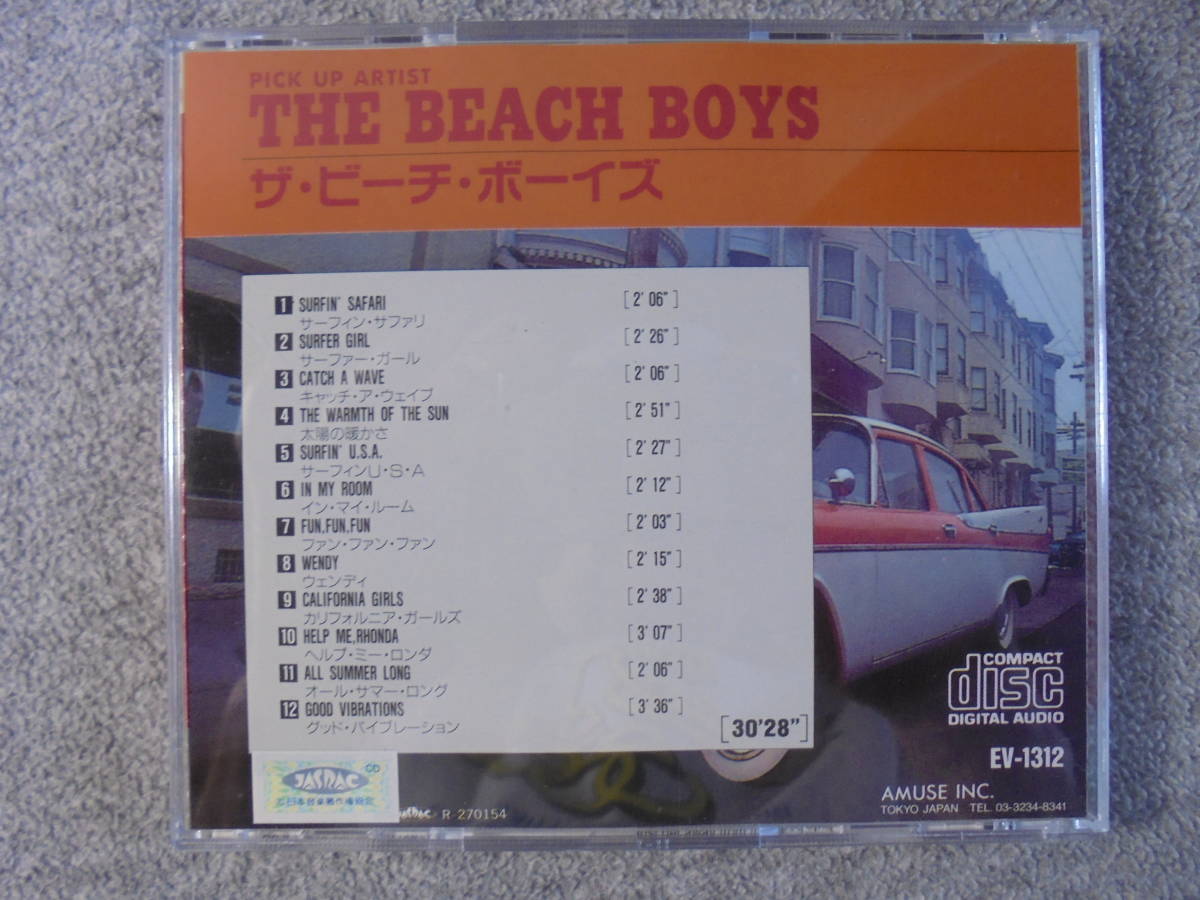 PICK UP ARTIST
THE BEACH BOYS
ザ・ビーチ・ボーイズ
1 SURFIN' SAFARI [2'06"]
サーフィン・サファリ
2 SURFER GIRL [2'26"]
サーファー・ガール
3 CATCH A WAVE [2'06"]
キャッチ・ア・ウェイブ
4 THE WARMTH OF THE SUN [2'51"]
太陽の暖かさ
5 SURFIN' U.S.A. [2'27"]
サーフィンU・S・A
6 IN MY ROOM [2'12"]
イン・マイ・ルーム
7 FUN,FUN,FUN [2'03"]
ファン・ファン・ファン
8 WENDY [2'15"]
ウェンディ
9 CALIFORNIA GIRLS [2'38"]
カリフォルニア・ガールズ
10 HELP ME,RHONDA [3'07"]
ヘルプ・ミー・ロンダ
11 ALL SUMMER LONG [2'06"]
オール・サマー・ロング
12 GOOD VIBRATIONS [3'36"]
グッド・バイブレーション
[30'28"]
COMPACT
disc
DIGITAL AUDIO
EV-1312
CD
JASRAC
R-270154
AMUSE INC.
TOKYO JAPAN TEL. 03-3234-8341